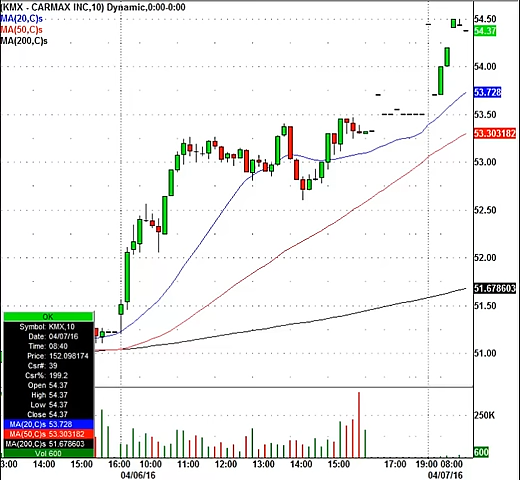 (KMX - CARMAX INC,10) Dynamic,0:00-0:00
MA(20,C)s
MA(50,C)s
MA(200,C)s
54.50
54.37
54.00
53.728
53.50
53.303182
53.00
52.50
52.00
51.678603
51.50
51.00
OK
Symbol: KMX,10
Date: 04/07/16
Time: 08:40
Price: 152.098174
Csr#: 39
Csr%: 199.2
Open 54.37
High 54.37
Low 54.37
Close 54.37
MA(20,C)s 53.728
MA(50,C)s 53.303182
MA(200,C)s 51.678603
Vol 600
250K
600
3:00 14:00 15:00 16:00 10:00 11:00 12:00 13:00 14:00 15:00 17:00 19:00 08:00
04/06/16 04/07/16